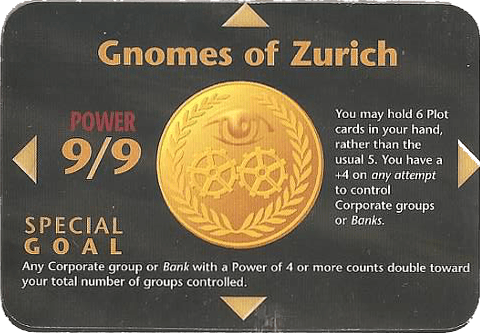 Gnomes of Zurich
POWER
9/9
You may hold 6 Plot
cards in your hand,
rather than the
usual 5. You have a
+4 on any attempt
to control
Corporate groups
or Banks.
SPECIAL
GOAL
Any Corporate group or Bank with a Power of 4 or more counts double toward
your total number of groups controlled.